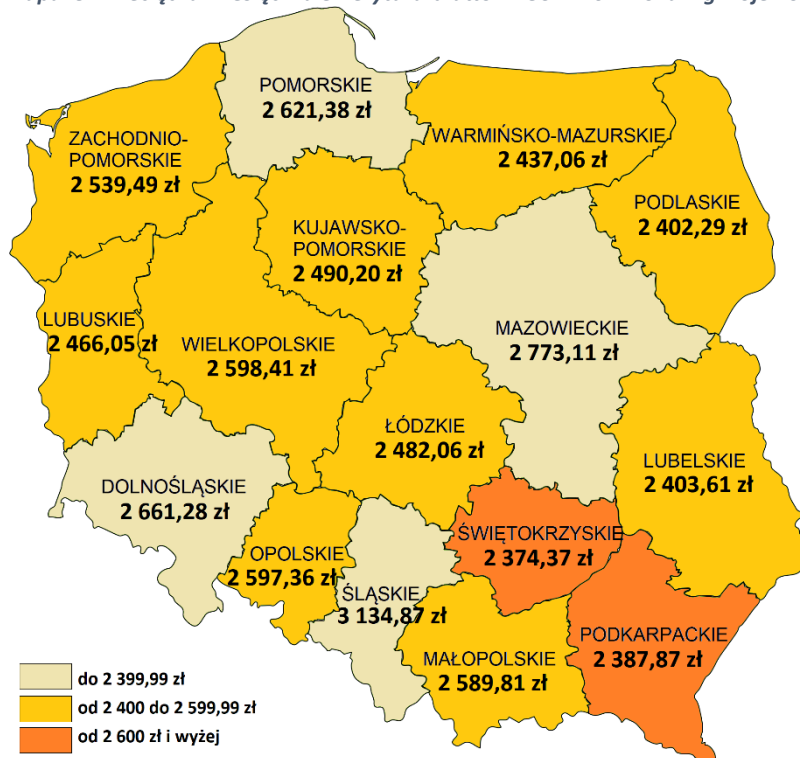 POMORSKIE
2 621,38 zł
ZACHODNIO-
POMORSKIE
2 539,49 zł
WARMIŃSKO-MAZURSKIE
2 437,06 zł
PODLASKIE
2 402,29 zł
KUJAWSKO-
POMORSKIE
2 490,20 zł
LUBUSKIE
2 466,05 zł
WIELKOPOLSKIE
2 598,41 zł
MAZOWIECKIE
2 773,11 zł
ŁÓDZKIE
2 482,06 zł
LUBELSKIE
2 403,61 zł
DOLNOŚLĄSKIE
2 661,28 zł
OPOLSKIE
2 597,36 zł
ŚLĄSKIE
3 134,87 zł
ŚWIĘTOKRZYSKIE
2 374,37 zł
MAŁOPOLSKIE
2 589,81 zł
PODKARPACKIE
2 387,87 zł
do 2 399,99 zł
od 2 400 do 2 599,99 zł
od 2 600 zł i wyżej